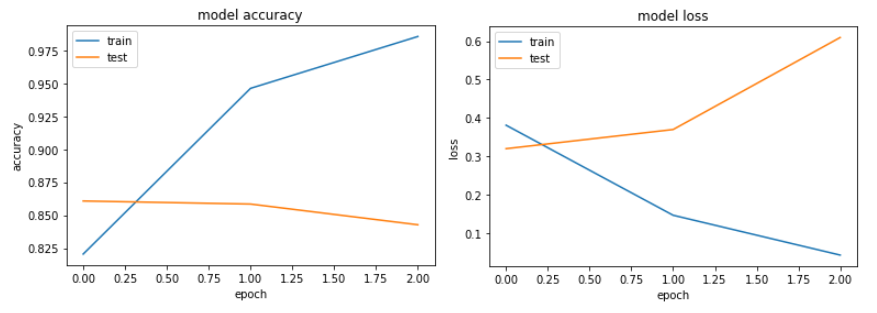 model accuracy
train
test
0.975
0.950
0.925
0.900
0.875
0.850
0.825
accuracy
0.00 0.25 0.50 0.75 1.00 1.25 1.50 1.75 2.00
epoch
model loss
train
test
0.6
0.5
0.4
0.3
0.2
0.1
loss
0.00 0.25 0.50 0.75 1.00 1.25 1.50 1.75 2.00
epoch